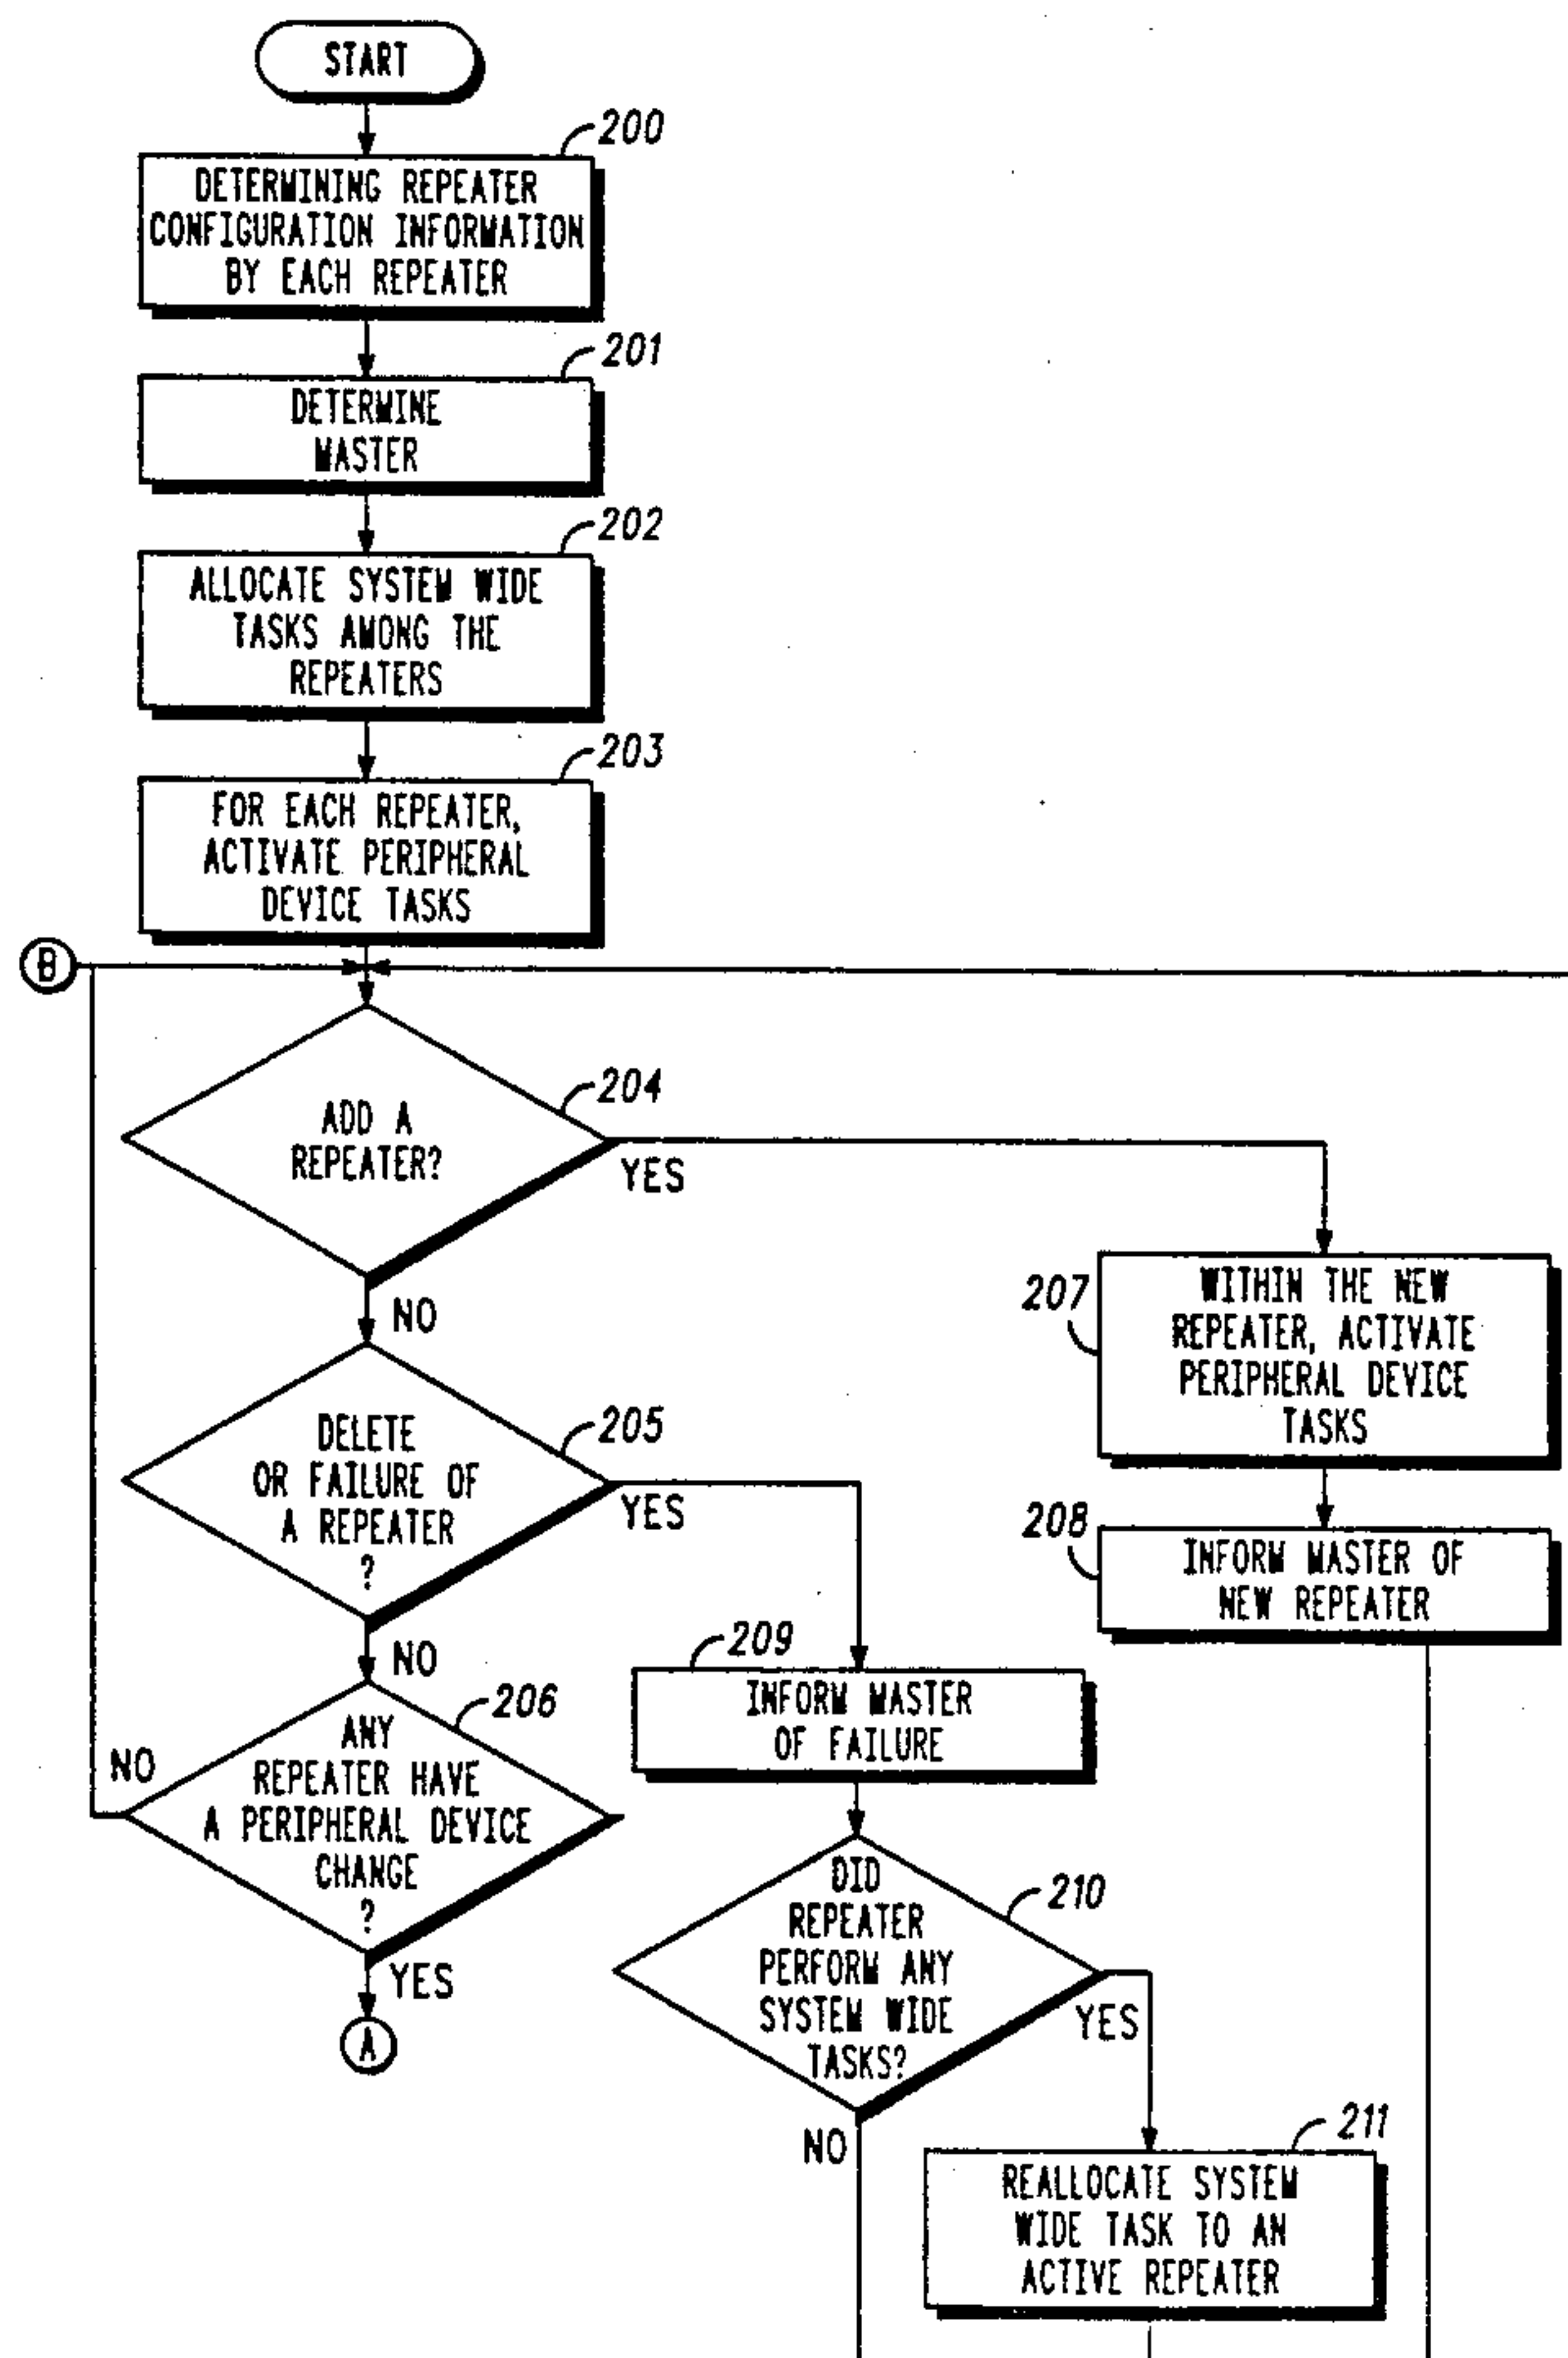 START
200
DETERMINING REPEATER
CONFIGURATION INFORMATION
BY EACH REPEATER
201
DETERMINE
MASTER
202
ALLOCATE SYSTEM WIDE
TASKS AMONG THE
REPEATERS
203
FOR EACH REPEATER,
ACTIVATE PERIPHERAL
DEVICE TASKS
B
204
ADD A
REPEATER?
YES
NO
207
WITHIN THE NEW
REPEATER, ACTIVATE
PERIPHERAL DEVICE
TASKS
205
DELETE
OR FAILURE OF
A REPEATER
?
YES
NO
208
INFORM MASTER OF
NEW REPEATER
209
INFORM MASTER
OF FAILURE
206
ANY
REPEATER HAVE
A PERIPHERAL DEVICE
CHANGE
?
NO
YES
A
210
DID
REPEATER
PERFORM ANY
SYSTEM WIDE
TASKS?
YES
NO
211
REALLOCATE SYSTEM
WIDE TASK TO AN
ACTIVE REPEATER